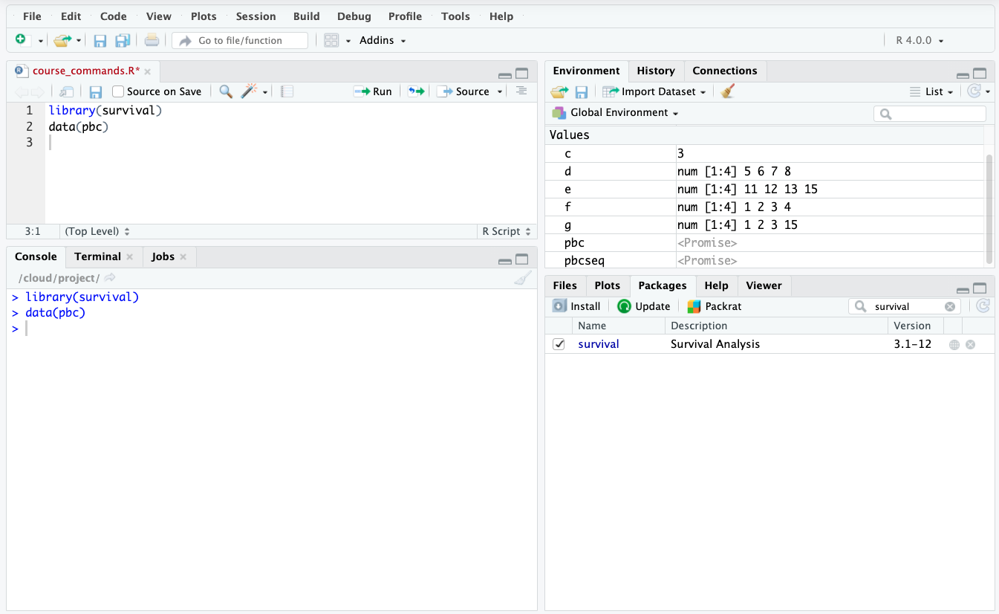 File Edit Code View Plots Session Build Debug Profile Tools Help
Go to file/function Addins R 4.0.0
course_commands.R*
Source on Save Run Source
1 library(survival)
2 data(pbc)
3
3:1 (Top Level) R Script
Console Terminal Jobs
/cloud/project/
> library(survival)
> data(pbc)
>
Environment History Connections
Import Dataset List
Global Environment
Values
c 3
d num [1:4] 5 6 7 8
e num [1:4] 11 12 13 15
f num [1:4] 1 2 3 4
g num [1:4] 1 2 3 15
pbc <Promise>
pbcseq <Promise>
Files Plots Packages Help Viewer
Install Update Packrat survival
Name Description Version
survival Survival Analysis 3.1-12